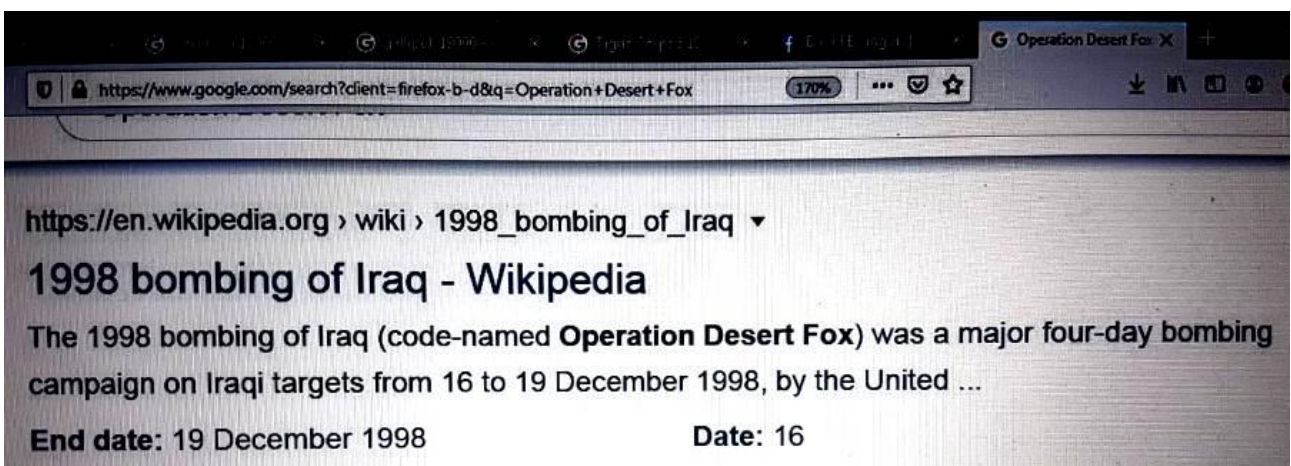 Operation Desert Fox
https://www.google.com/search?client=firefox-b-d&q=Operation+Desert+Fox 170%
https://en.wikipedia.org › wiki › 1998_bombing_of_Iraq
1998 bombing of Iraq - Wikipedia
The 1998 bombing of Iraq (code-named Operation Desert Fox) was a major four-day bombing
campaign on Iraqi targets from 16 to 19 December 1998, by the United ...
End date: 19 December 1998 Date: 16